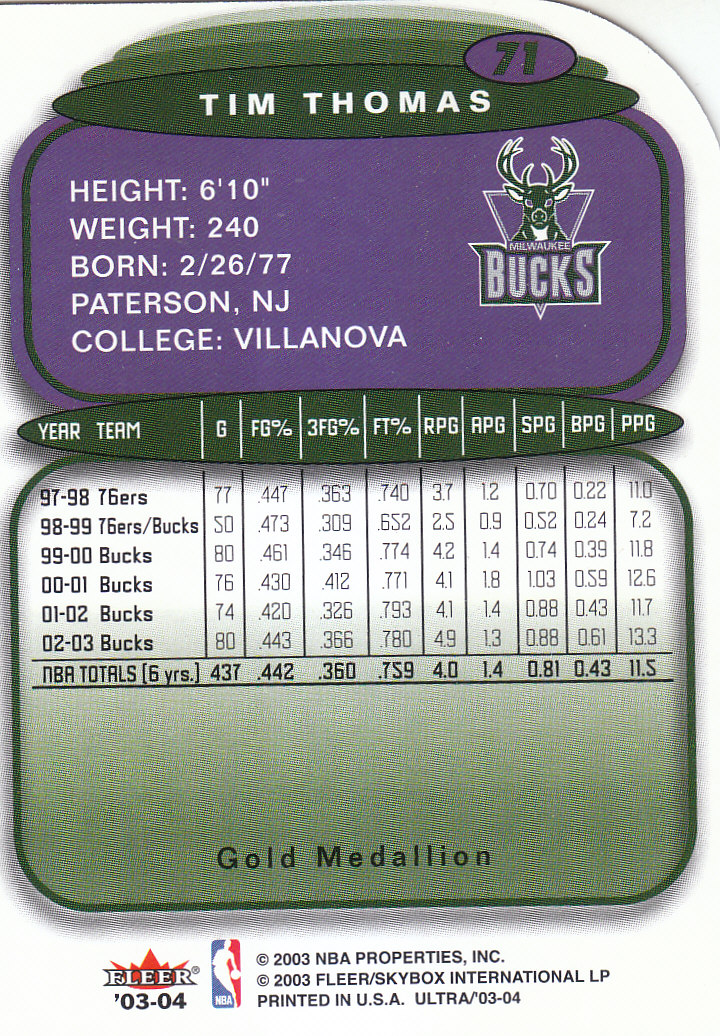 71
TIM THOMAS
HEIGHT: 6'10"
WEIGHT: 240
BORN: 2/26/77
PATERSON, NJ
COLLEGE: VILLANOVA
MILWAUKEE
BUCKS
YEAR TEAM G FG% 3FG% FT% RPG APG SPG BPG PPG
97-98 76ers 77 .447 .363 .740 3.7 1.2 0.70 0.22 11.0
98-99 76ers/Bucks 50 .473 .309 .652 2.5 0.9 0.52 0.24 7.2
99-00 Bucks 80 .461 .346 .774 4.2 1.4 0.74 0.39 11.8
00-01 Bucks 76 .430 .412 .771 4.1 1.8 1.03 0.59 12.6
01-02 Bucks 74 .420 .326 .793 4.1 1.4 0.88 0.43 11.7
02-03 Bucks 80 .443 .366 .780 4.9 1.3 0.88 0.61 13.3
NBA TOTALS (6 yrs.) 437 .442 .360 .759 4.0 1.4 0.81 0.43 11.5
Gold Medallion
FLEER®
'03-04
NBA
© 2003 NBA PROPERTIES, INC.
© 2003 FLEER/SKYBOX INTERNATIONAL LP
PRINTED IN U.S.A. ULTRA/'03-04